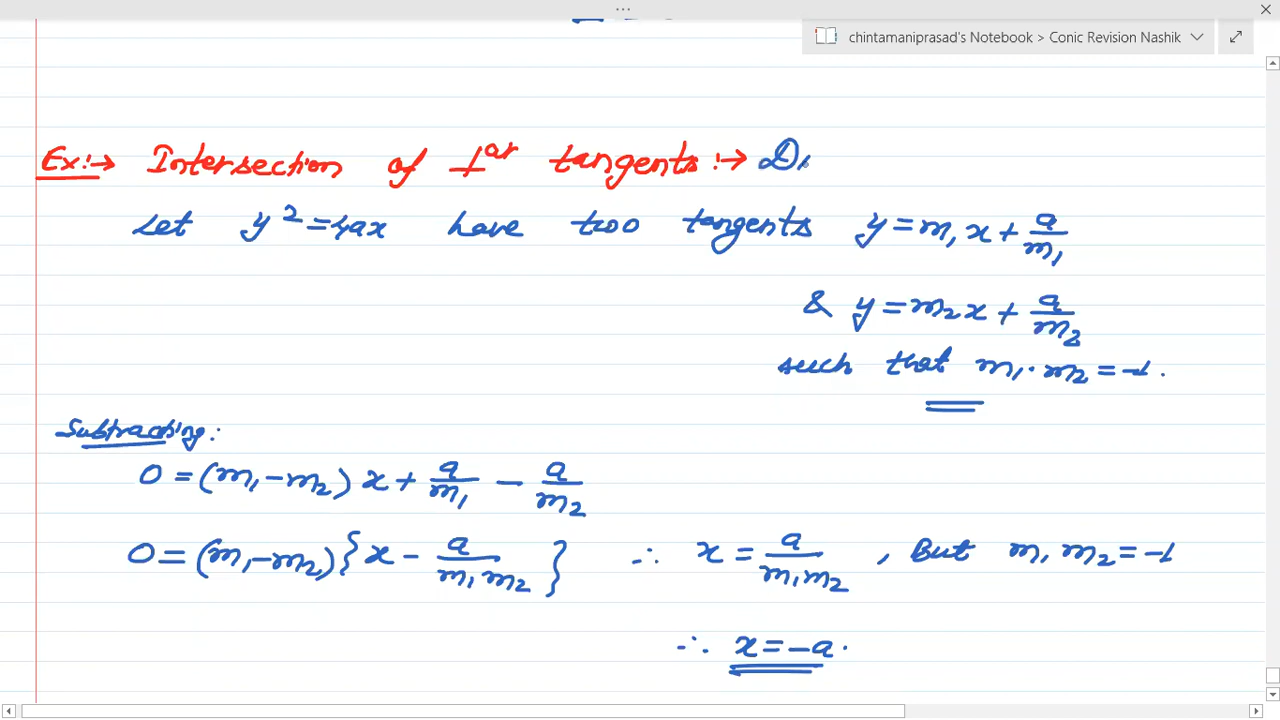 chintamaniprasad's Notebook > Conic Revision Nashik
Ex:→ Intersection of ⊥ar tangents :→ Di
Let y² = 4ax have two tangents y = m₁x + a/m₁
& y = m₂x + a/m₂
such that m₁·m₂ = -1.
Subtracting:
0 = (m₁ - m₂) x + a/m₁ - a/m₂
0 = (m₁ - m₂) { x - a/m₁m₂ } ∴ x = a/m₁m₂ , But m₁m₂ = -1
∴ x = -a.